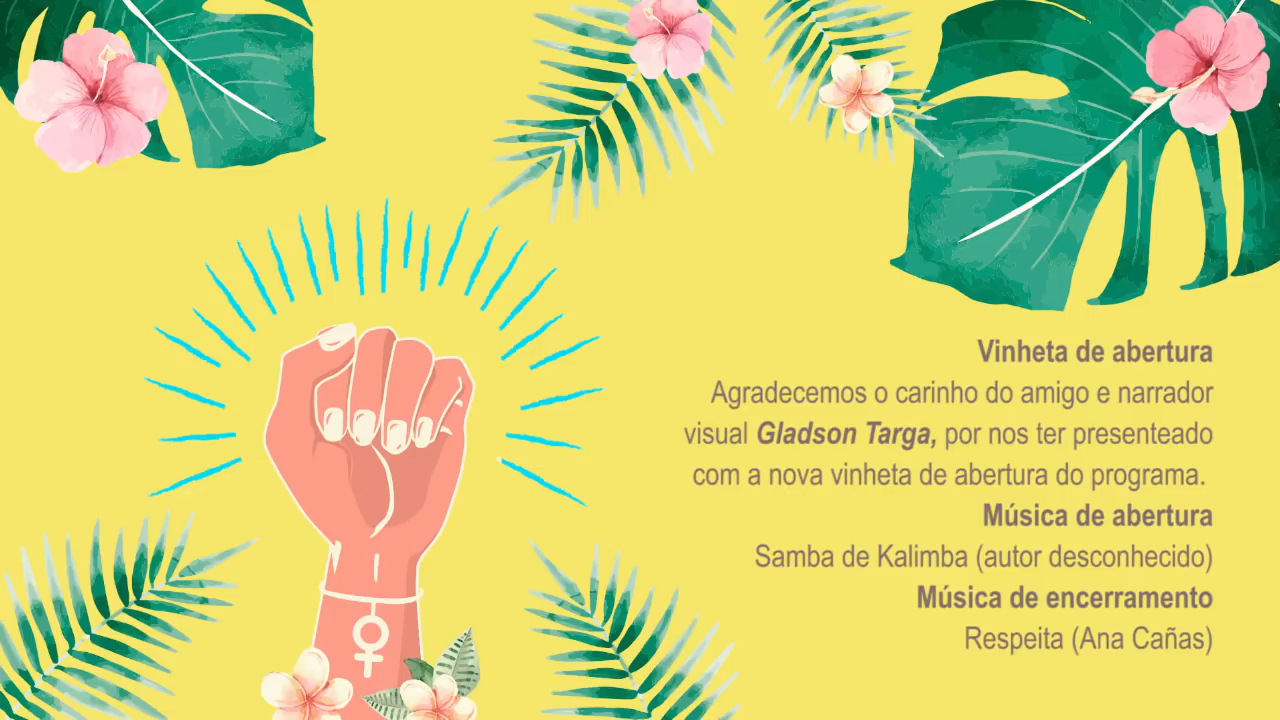 Vinheta de abertura
Agradecemos o carinho do amigo e narrador
visual Gladson Targa, por nos ter presenteado
com a nova vinheta de abertura do programa.
Música de abertura
Samba de Kalimba (autor desconhecido)
Música de encerramento
Respeita (Ana Cañas)